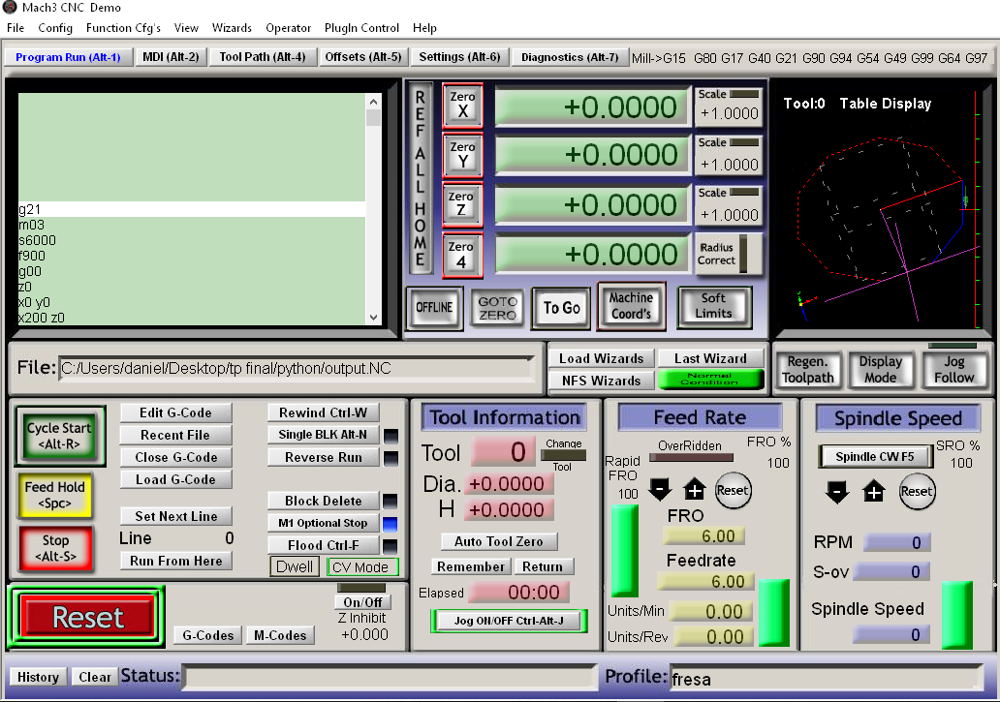 Mach3 CNC Demo
File Config Function Cfg's View Wizards Operator PlugIn Control Help
Program Run (Alt-1) MDI (Alt-2) Tool Path (Alt-4) Offsets (Alt-5) Settings (Alt-6) Diagnostics (Alt-7) Mill->G15 G80 G17 G40 G21 G90 G94 G54 G49 G99 G64 G97
g21
m03
s6000
f900
g00
z0
x0 y0
x200 z0
REF ALL HOME
Zero X +0.0000 Scale +1.0000
Zero Y +0.0000 Scale +1.0000
Zero Z +0.0000 Scale +1.0000
Zero 4 +0.0000 Radius Correct
OFFLINE GOTO ZERO To Go Machine Coord's Soft Limits
Tool:0 Table Display
File: C:/Users/daniel/Desktop/tp final/python/output.NC
Load Wizards Last Wizard
NFS Wizards Normal Condition
Regen. Toolpath Display Mode Jog Follow
Cycle Start <Alt-R>
Feed Hold <Spc>
Stop <Alt-S>
Edit G-Code
Recent File
Close G-Code
Load G-Code
Set Next Line
Line 0
Run From Here
Rewind Ctrl-W
Single BLK Alt-N
Reverse Run
Block Delete
M1 Optional Stop
Flood Ctrl-F
Dwell CV Mode
Reset
G-Codes M-Codes
On/Off
Z Inhibit
+0.000
Tool Information
Tool 0 Change Tool
Dia. +0.0000
H +0.0000
Auto Tool Zero
Remember Return
Elapsed 00:00
Jog ON/OFF Ctrl-Alt-J
Feed Rate
OverRidden FRO %
100
Rapid FRO
100
Reset
FRO
6.00
Feedrate
6.00
Units/Min 0.00
Units/Rev 0.00
Spindle Speed
Spindle CW F5 SRO %
100
Reset
RPM 0
S-ov 0
Spindle Speed
0
History Clear Status: Profile: fresa